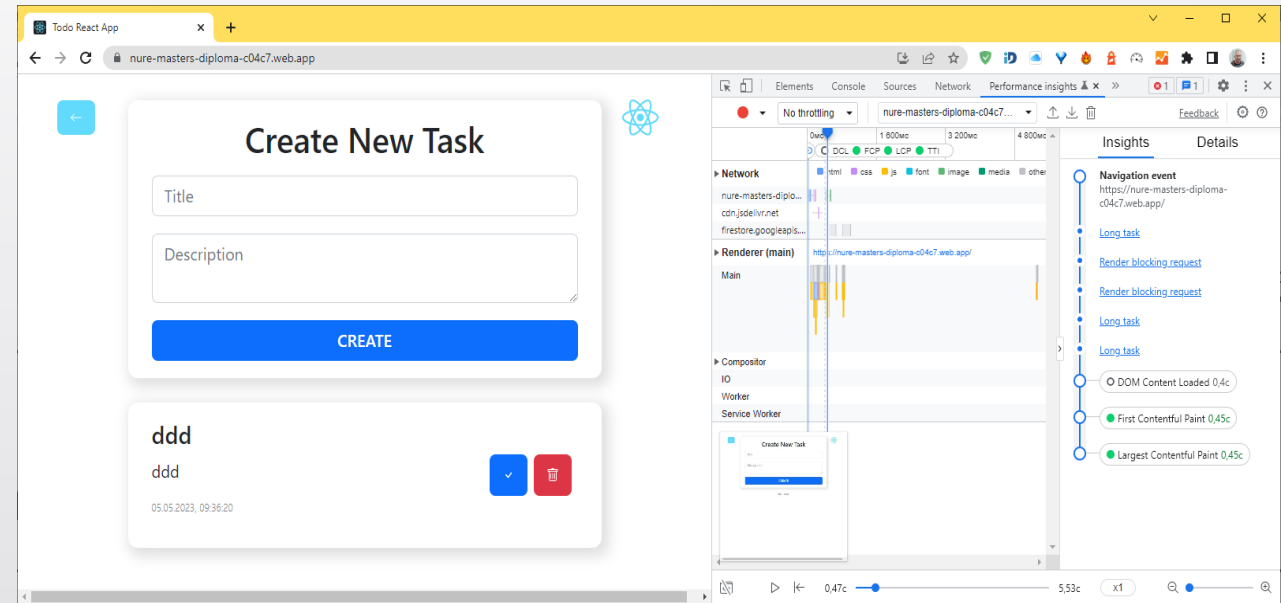 Todo React App
nure-masters-diploma-c04c7.web.app
Create New Task
Title
Description
CREATE
ddd
ddd
05.05.2023, 09:36:20
Elements Console Sources Network Performance insights 1 1
No throttling nure-masters-diploma-c04c7... Feedback
1 600мс 3 200мс 4 800мс
DCL FCP LCP TTI
Network html css js font image media other
nure-masters-diplo...
cdn.jsdelivr.net
firestore.googleapis....
Renderer (main) https://nure-masters-diploma-c04c7.web.app/
Main
Compositor
IO
Worker
Service Worker
Create New Task
0,47с 5,53с x1
Insights Details
Navigation event
https://nure-masters-diploma-
c04c7.web.app/
Long task
Render blocking request
Render blocking request
Long task
Long task
DOM Content Loaded 0,4с
First Contentful Paint 0,45с
Largest Contentful Paint 0,45с